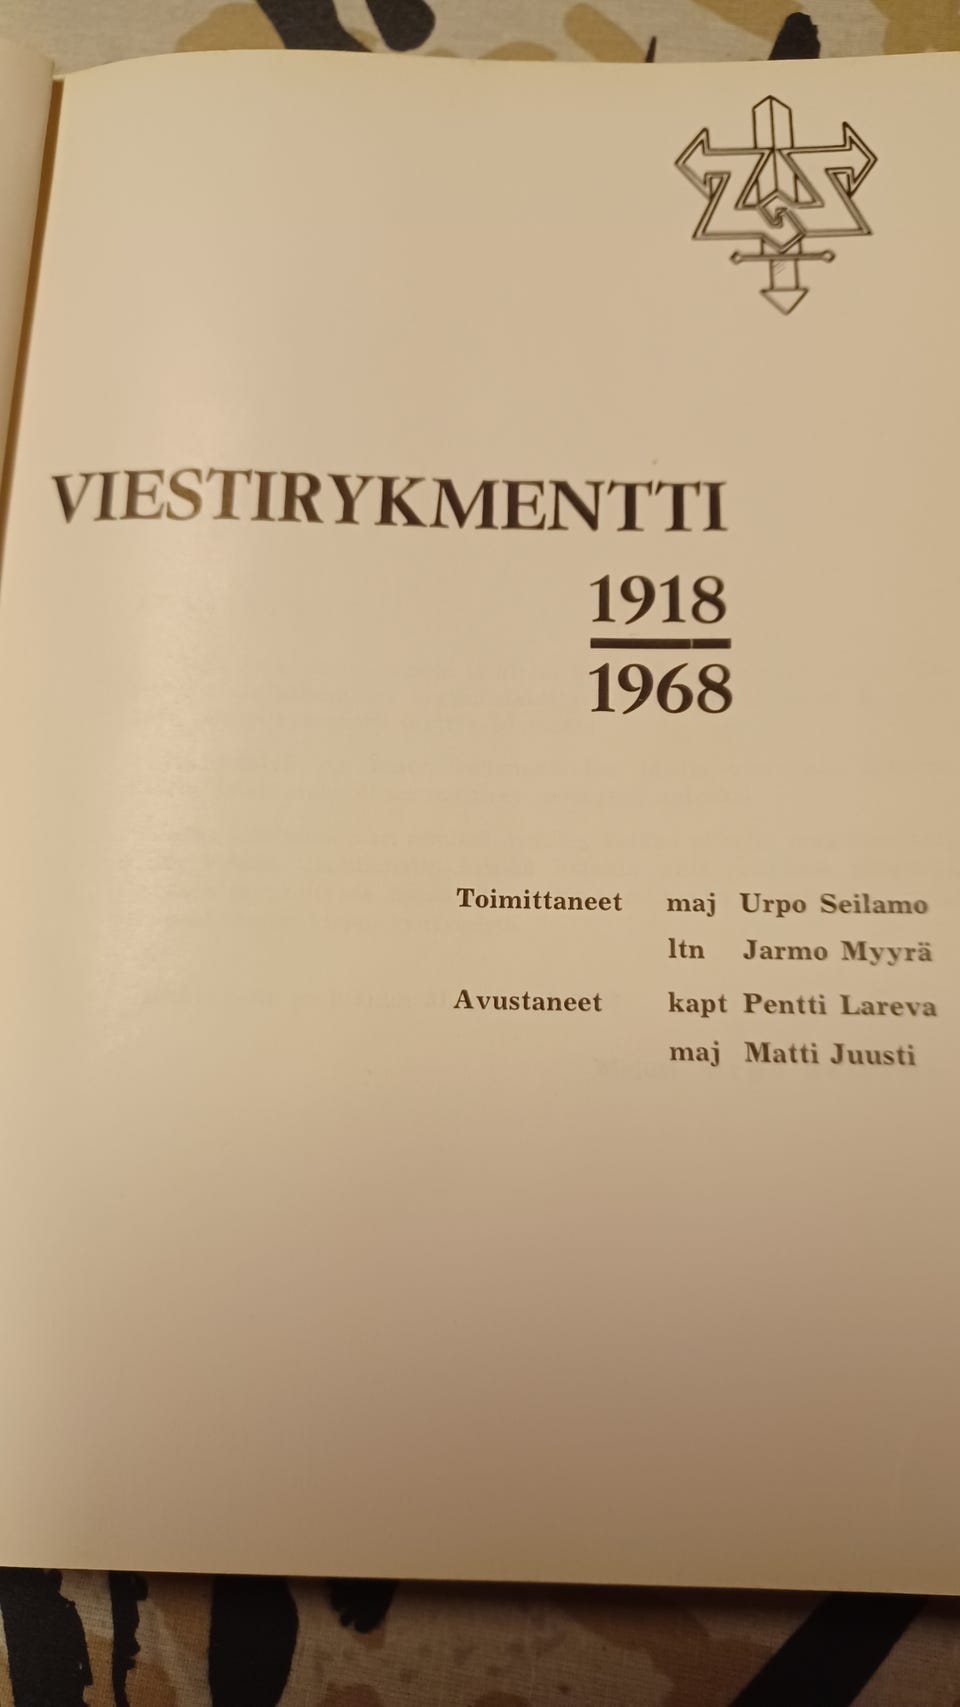 VIESTIRYKMENTTI
1918
1968
Toimittaneet maj Urpo Seilamo
ltn Jarmo Myyrä
Avustaneet kapt Pentti Lareva
maj Matti Juusti